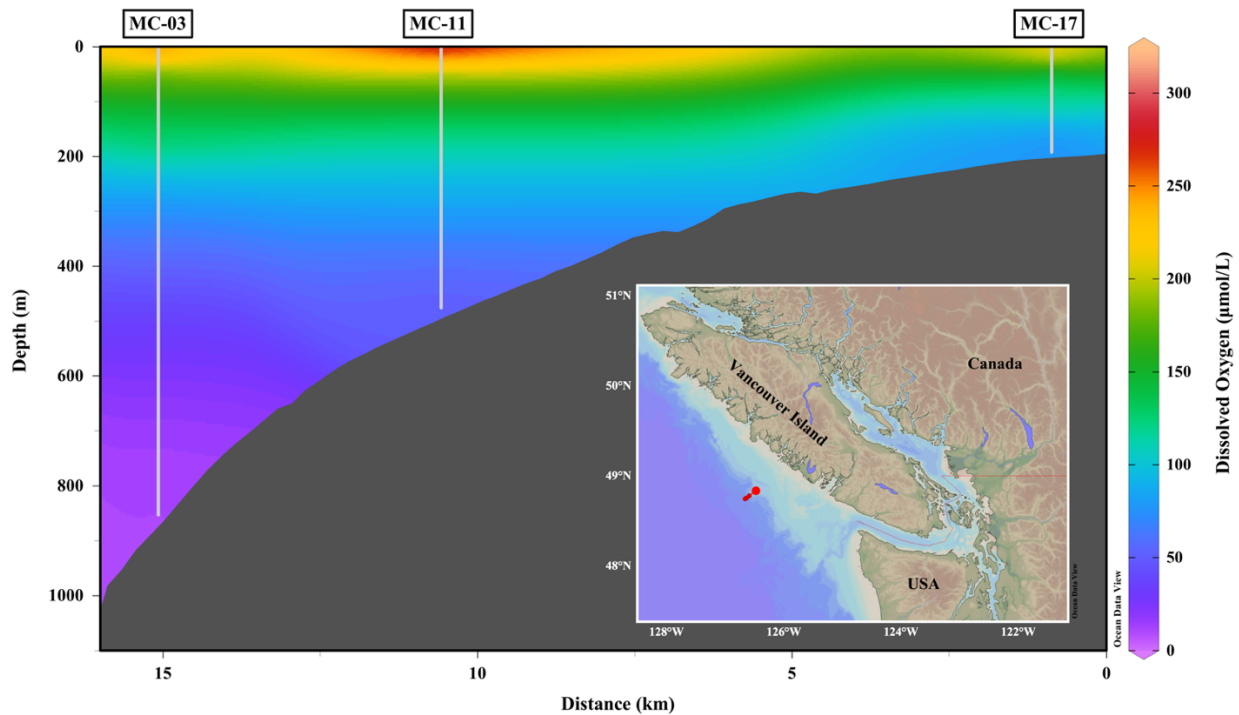 MC-03 MC-11 MC-17
0
200
400
600
800
1000
Depth (m)
15 10 5 0
Distance (km)
300
250
200
150
100
50
0
Dissolved Oxygen (µmol/L)
Ocean Data View
51°N
50°N
49°N
48°N
128°W 126°W 124°W 122°W
Vancouver Island
Canada
USA
Ocean Data View